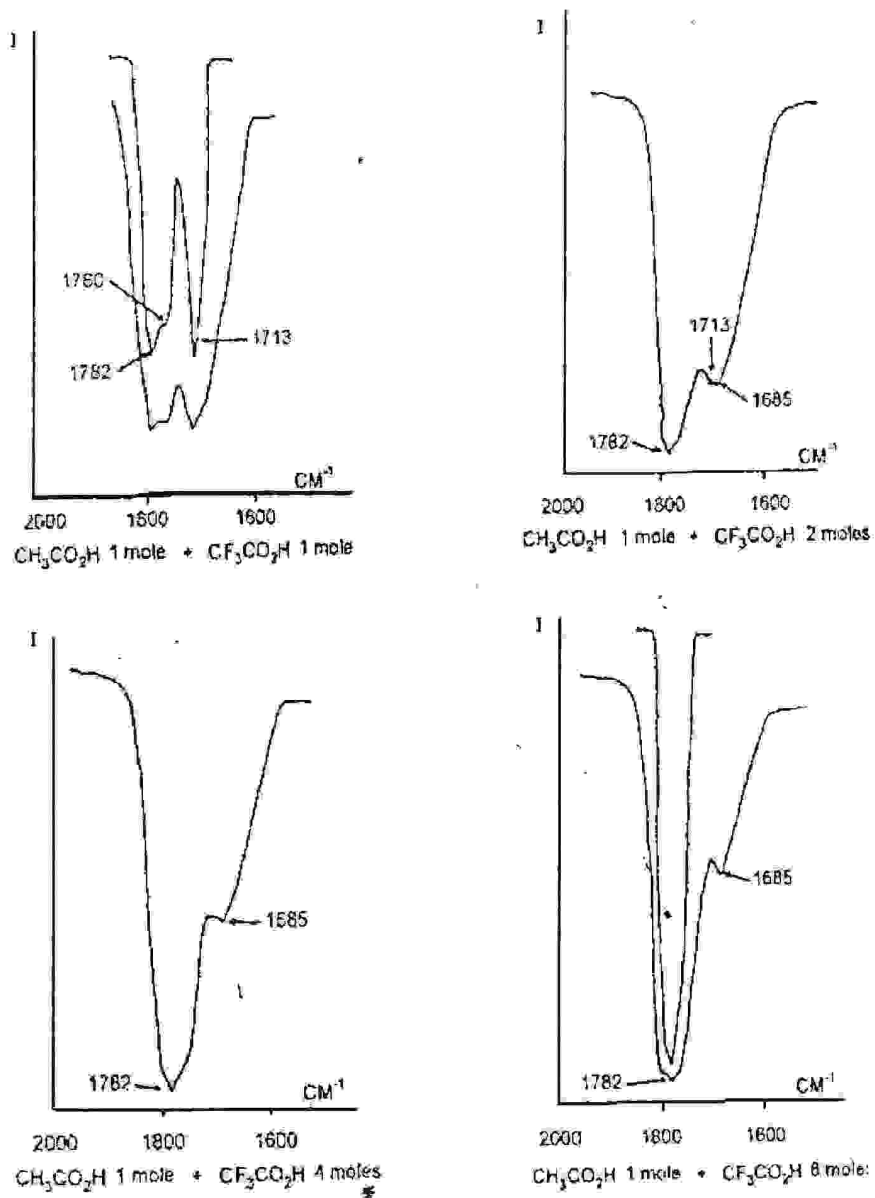 I
1760
1782
1713
CM⁻¹
2000 1800 1600
CH₃CO₂H 1 mole + CF₃CO₂H 1 mole
I
1713
1685
1782
CM⁻¹
2000 1800 1600
CH₃CO₂H 1 mole + CF₃CO₂H 2 moles
I
1685
1782
CM⁻¹
2000 1800 1600
CH₃CO₂H 1 mole + CF₃CO₂H 4 moles
I
1685
1782
CM⁻¹
2000 1800 1600
CH₃CO₂H 1 mole + CF₃CO₂H 6 moles